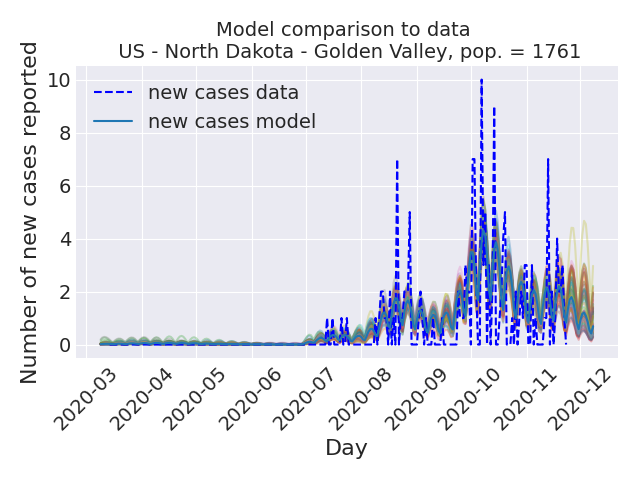 Model comparison to data
US - North Dakota - Golden Valley, pop. = 1761
Number of new cases reported
10
8
6
4
2
0
new cases data
new cases model
2020-03
2020-04
2020-05
2020-06
2020-07
2020-08
2020-09
2020-10
2020-11
2020-12
Day